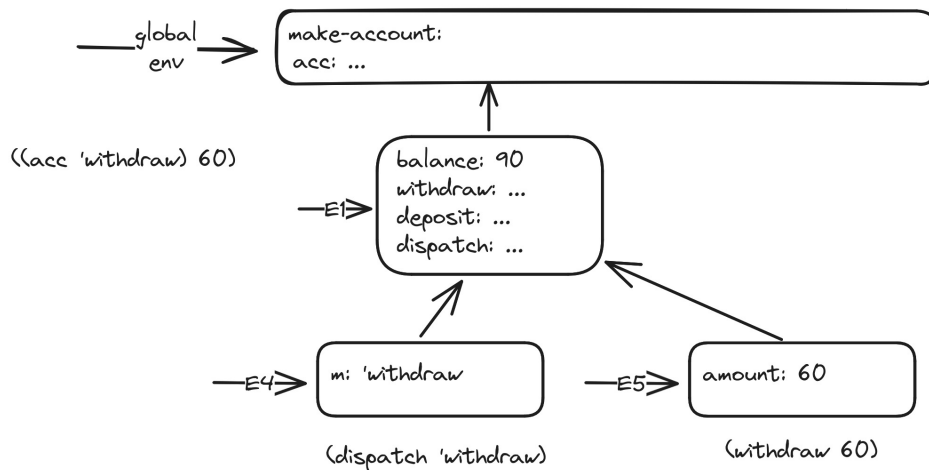 global
env
make-account:
acc: ...
((acc 'withdraw) 60)
E1
balance: 90
withdraw: ...
deposit: ...
dispatch: ...
E4
m: 'withdraw
E5
amount: 60
(dispatch 'withdraw)
(withdraw 60)